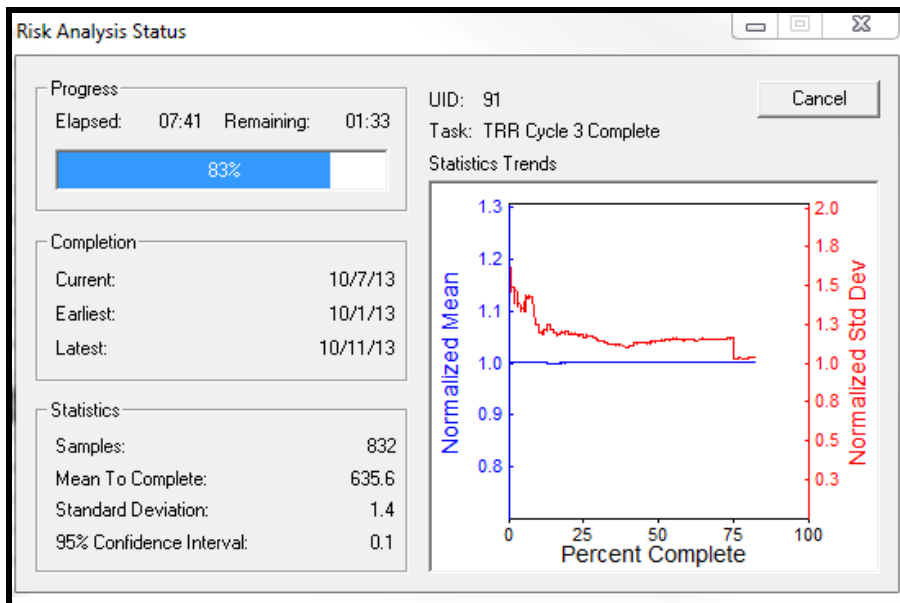 Risk Analysis Status
Progress
Elapsed: 07:41 Remaining: 01:33
83%
Completion
Current: 10/7/13
Earliest: 10/1/13
Latest: 10/11/13
Statistics
Samples: 832
Mean To Complete: 635.6
Standard Deviation: 1.4
95% Confidence Interval: 0.1
UID: 91
Cancel
Task: TRR Cycle 3 Complete
Statistics Trends
Normalized Mean
1.3
1.2
1.1
1.0
0.9
0.8
2.0
1.8
1.5
1.3
1.0
0.8
0.5
0.3
Normalized Std Dev
0 25 50 75 100
Percent Complete